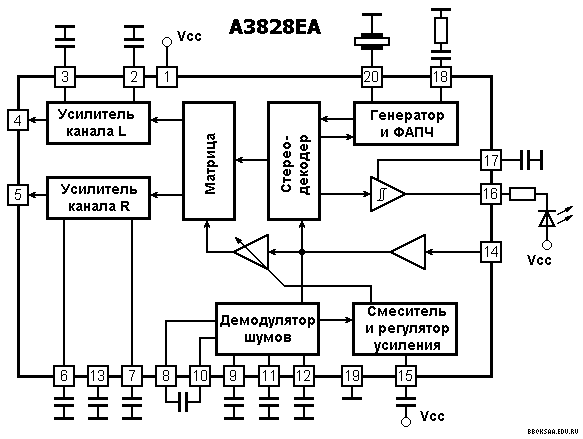 A3828EA
Vcc
3
2
1
20
18
4
Усилитель
канала L
Матрица
Стерео-
декодер
Генератор
и ФАПЧ
17
5
Усилитель
канала R
16
14
Vcc
Демодулятор
шумов
Смеситель
и регулятор
усиления
6
13
7
8
10
9
11
12
19
15
Vcc
BBCKSAA.EDU.RU